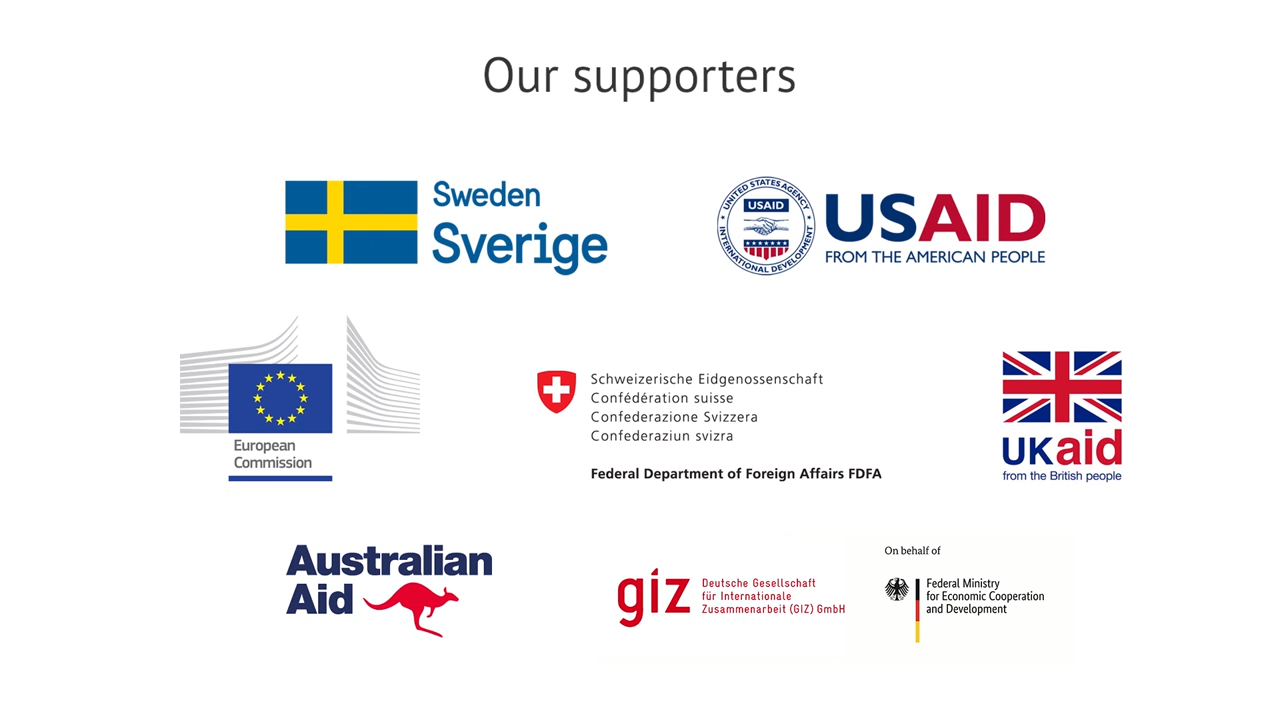 Our supporters
Sweden
Sverige
UNITED STATES AGENCY
USAID
INTERNATIONAL DEVELOPMENT
USAID
FROM THE AMERICAN PEOPLE
European
Commission
Schweizerische Eidgenossenschaft
Confédération suisse
Confederazione Svizzera
Confederaziun svizra
Federal Department of Foreign Affairs FDFA
UKaid
from the British people
Australian
Aid
giz
Deutsche Gesellschaft
für Internationale
Zusammenarbeit (GIZ) GmbH
On behalf of
Federal Ministry
for Economic Cooperation
and Development